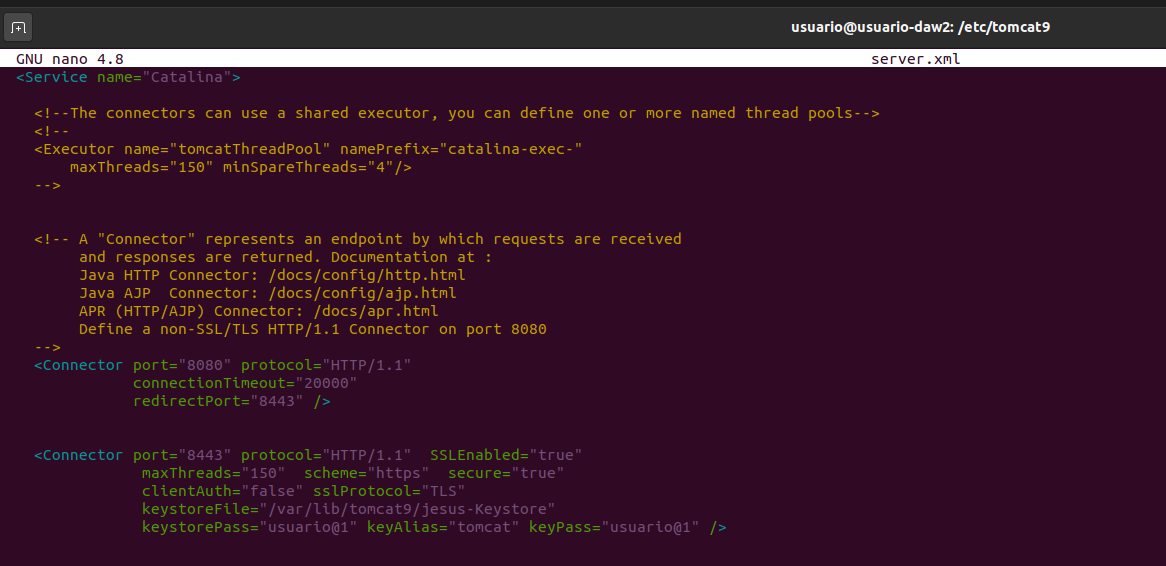 usuario@usuario-daw2: /etc/tomcat9
GNU nano 4.8 server.xml
<Service name="Catalina">
<!--The connectors can use a shared executor, you can define one or more named thread pools-->
<!--
<Executor name="tomcatThreadPool" namePrefix="catalina-exec-"
maxThreads="150" minSpareThreads="4"/>
-->
<!-- A "Connector" represents an endpoint by which requests are received
and responses are returned. Documentation at :
Java HTTP Connector: /docs/config/http.html
Java AJP  Connector: /docs/config/ajp.html
APR (HTTP/AJP) Connector: /docs/apr.html
Define a non-SSL/TLS HTTP/1.1 Connector on port 8080
-->
<Connector port="8080" protocol="HTTP/1.1"
connectionTimeout="20000"
redirectPort="8443" />
<Connector port="8443" protocol="HTTP/1.1"  SSLEnabled="true"
maxThreads="150"  scheme="https"  secure="true"
clientAuth="false" sslProtocol="TLS"
keystoreFile="/var/lib/tomcat9/jesus-Keystore"
keystorePass="usuario@1" keyAlias="tomcat" keyPass="usuario@1" />